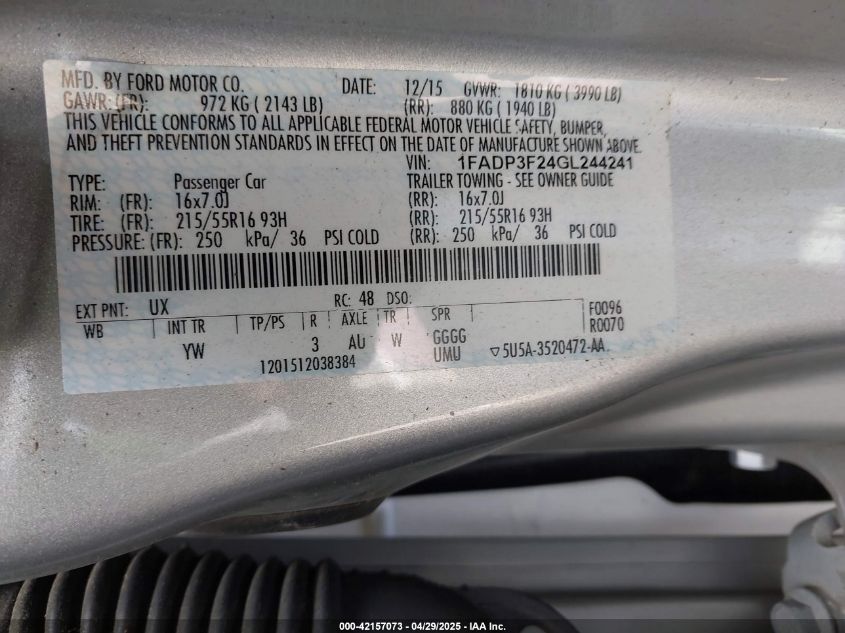 MFD. BY FORD MOTOR CO. DATE: 12/15 GVWR: 1810 KG ( 3990 LB)
GAWR: (FR): 972 KG ( 2143 LB) (RR): 880 KG ( 1940 LB)
THIS VEHICLE CONFORMS TO ALL APPLICABLE FEDERAL MOTOR VEHICLE SAFETY, BUMPER,
AND THEFT PREVENTION STANDARDS IN EFFECT ON THE DATE OF MANUFACTURE SHOWN ABOVE.
VIN: 1FADP3F24GL244241
TYPE: Passenger Car TRAILER TOWING - SEE OWNER GUIDE
RIM: (FR): 16x7.0J (RR): 16x7.0J
TIRE: (FR): 215/55R16 93H (RR): 215/55R16 93H
PRESSURE: (FR): 250 kPa/ 36 PSI COLD (RR): 250 kPa/ 36 PSI COLD
EXT PNT: UX RC: 48 DSO: F0096
WB INT TR TP/PS R AXLE TR SPR R0070
YW 3 AU W GGGG
1201512038384 UMU ▽5U5A-3520472-AA
000-42157073 | 04/29/2025 - IAA Inc.